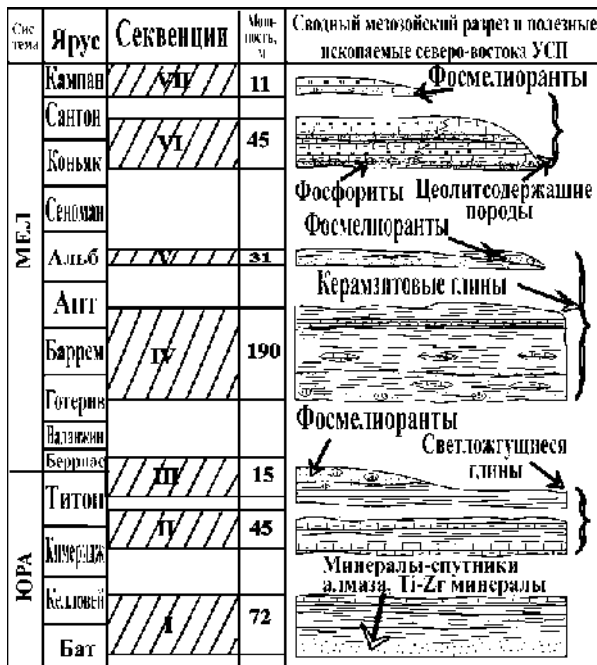 Сис
тема
Ярус
Секвенции
Мощ-
ность,
м
Сводный мезозойский разрез и полезные
ископаемые северо-востока УСП
Кампан
VII
11
Фосмелиоранты
Сантон
VI
45
Коньяк
Фосфориты
Цеолитсодержащие
породы
МЕЛ
Сеноман
Фосмелиоранты
Альб
V
31
Керамзитовые глины
Апт
Баррем
IV
190
Готерив
Фосмелиоранты
Валанжин
Светложгущиеся
глины
Берриас
III
15
Титон
II
45
Кимеридж
Минералы-спутники
алмаза, Ti-Zr минералы
ЮРА
Келловей
I
72
Бат